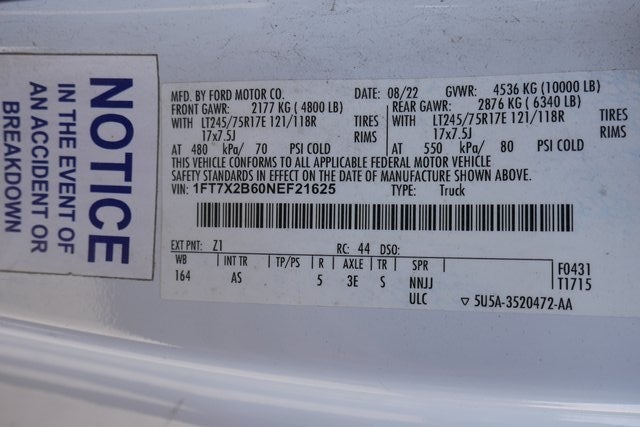 NOTICE
IN THE EVENT OF
AN ACCIDENT OR
BREAKDOWN
MFD. BY FORD MOTOR CO. DATE: 08/22 GVWR: 4536 KG (10000 LB)
FRONT GAWR: 2177 KG ( 4800 LB) REAR GAWR: 2876 KG ( 6340 LB)
WITH LT245/75R17E 121/118R TIRES WITH LT245/75R17E 121/118R TIRES
17x7.5J RIMS 17x7.5J RIMS
AT 480 kPa/ 70 PSI COLD AT 550 kPa/ 80 PSI COLD
THIS VEHICLE CONFORMS TO ALL APPLICABLE FEDERAL MOTOR VEHICLE
SAFETY STANDARDS IN EFFECT ON THE DATE OF MANUFACTURE SHOWN ABOVE.
VIN: 1FT7X2B60NEF21625 TYPE: Truck
EXT PNT: Z1 RC: 44 DSO:
WB INT TR TP/PS R AXLE TR SPR F0431
164 AS 5 3E S NNJJ T1715
ULC ▽ 5U5A-3520472-AA